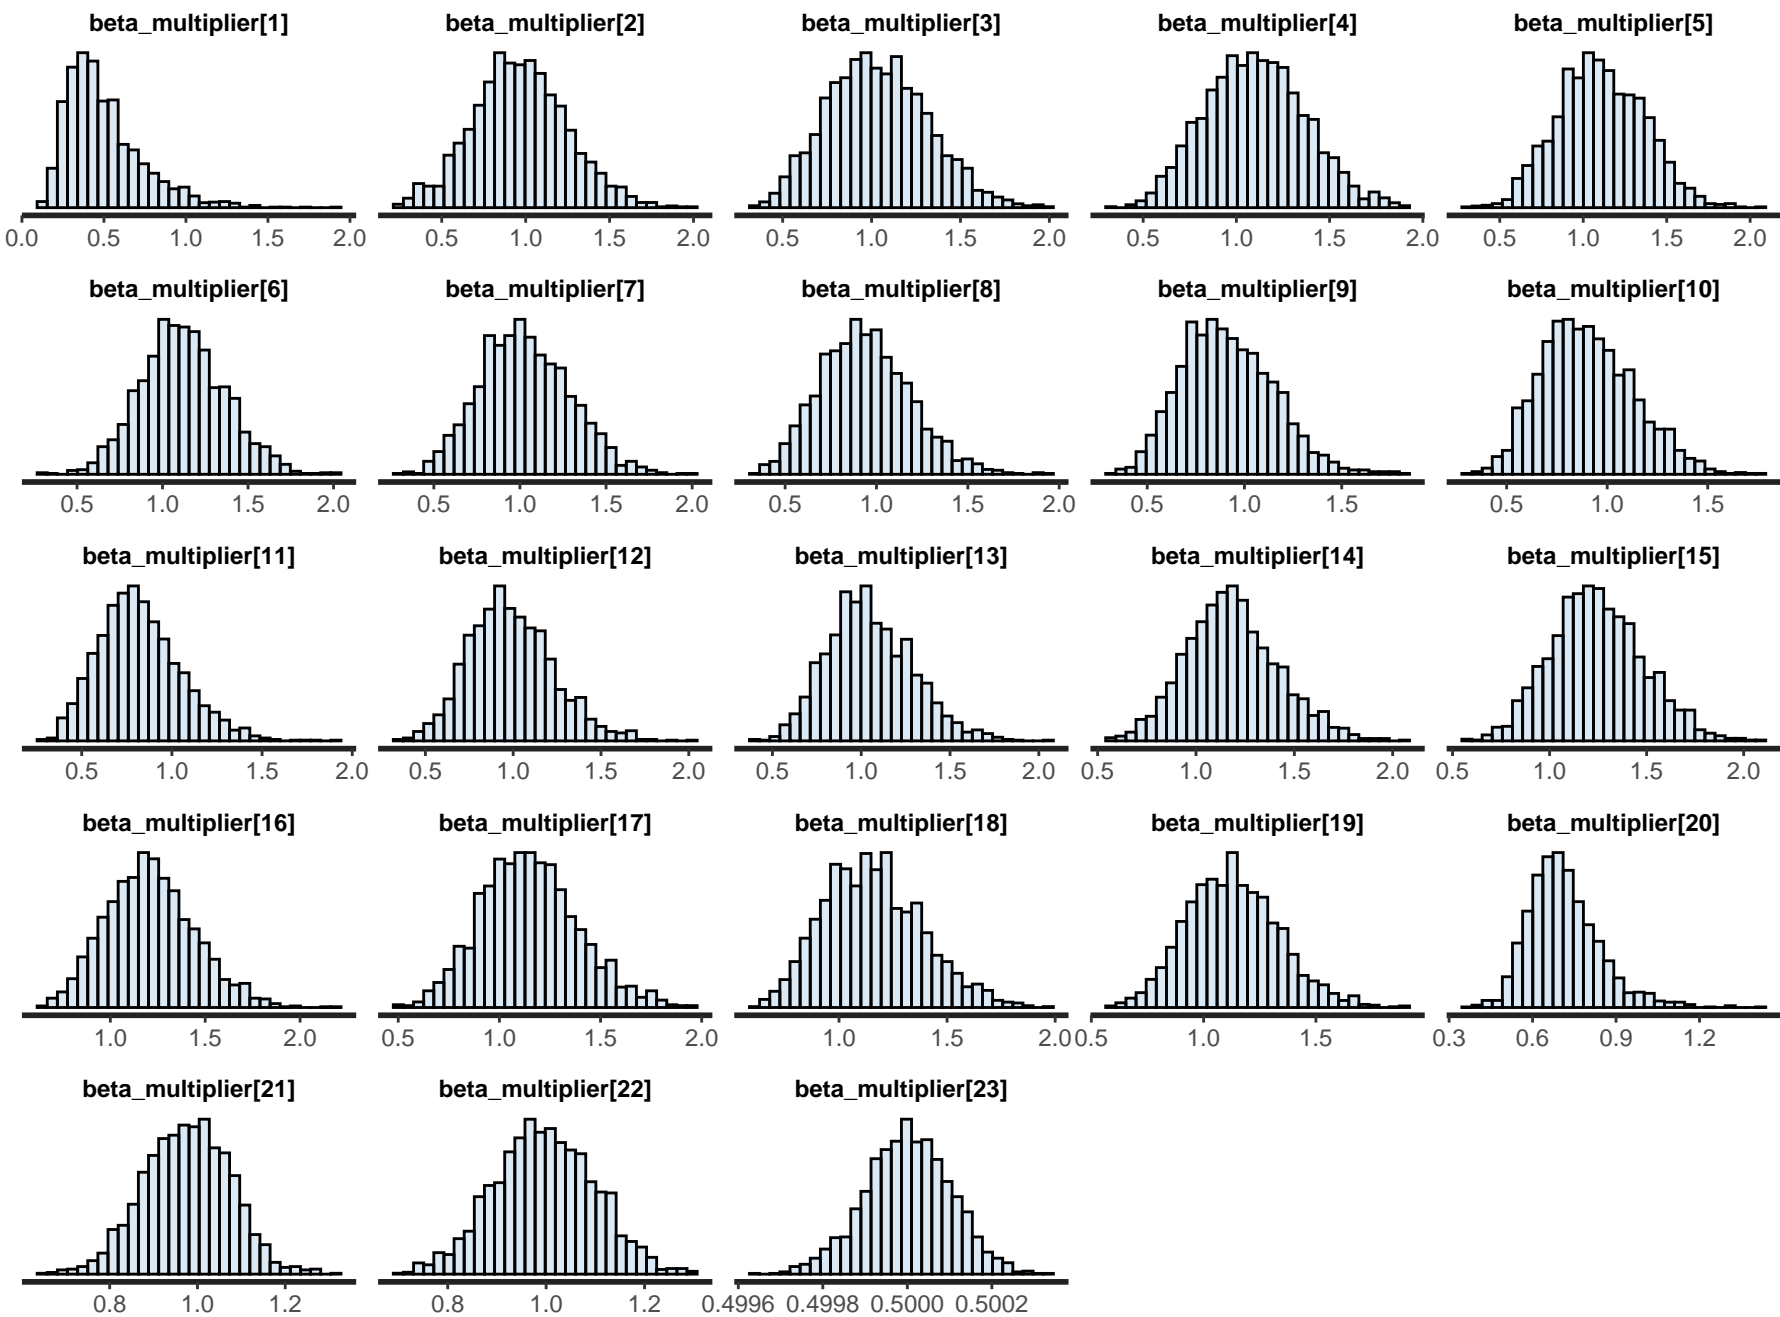 beta_multiplier[1] beta_multiplier[2] beta_multiplier[3] beta_multiplier[4] beta_multiplier[5]
0.0 0.5 1.0 1.5 2.0 0.5 1.0 1.5 2.0 0.5 1.0 1.5 2.0 0.5 1.0 1.5 2.0 0.5 1.0 1.5 2.0
beta_multiplier[6] beta_multiplier[7] beta_multiplier[8] beta_multiplier[9] beta_multiplier[10]
0.5 1.0 1.5 2.0 0.5 1.0 1.5 2.0 0.5 1.0 1.5 2.0 0.5 1.0 1.5 0.5 1.0 1.5
beta_multiplier[11] beta_multiplier[12] beta_multiplier[13] beta_multiplier[14] beta_multiplier[15]
0.5 1.0 1.5 2.0 0.5 1.0 1.5 2.0 0.5 1.0 1.5 2.0 0.5 1.0 1.5 2.0 0.5 1.0 1.5 2.0
beta_multiplier[16] beta_multiplier[17] beta_multiplier[18] beta_multiplier[19] beta_multiplier[20]
1.0 1.5 2.0 0.5 1.0 1.5 2.0 1.0 1.5 2.0 0.5 1.0 1.5 0.3 0.6 0.9 1.2
beta_multiplier[21] beta_multiplier[22] beta_multiplier[23]
0.8 1.0 1.2 0.8 1.0 1.2 0.4996 0.4998 0.5000 0.5002